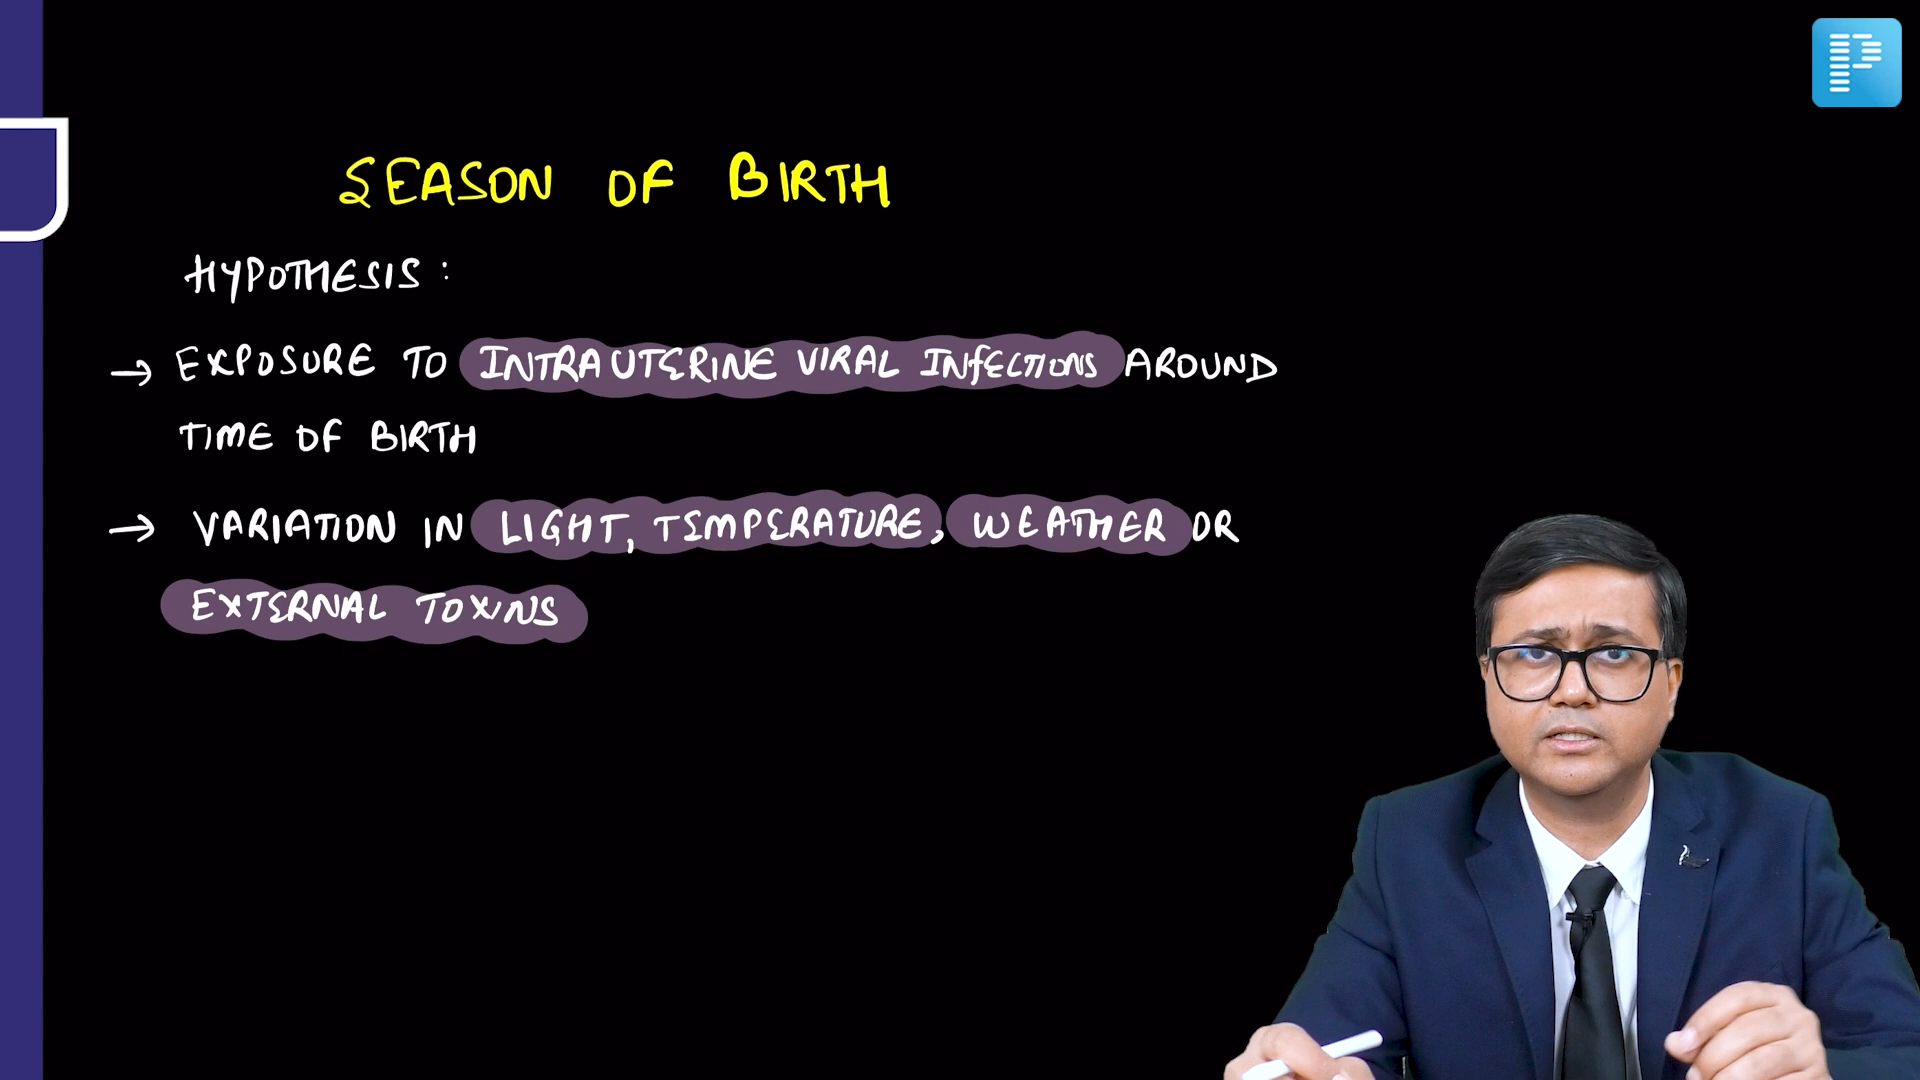 SEASON OF BIRTH
HYPOTHESIS :
→ EXPOSURE TO INTRAUTERINE VIRAL INFECTIONS AROUND
TIME OF BIRTH
→ VARIATION IN LIGHT, TEMPERATURE, WEATHER OR
EXTERNAL TOXINS